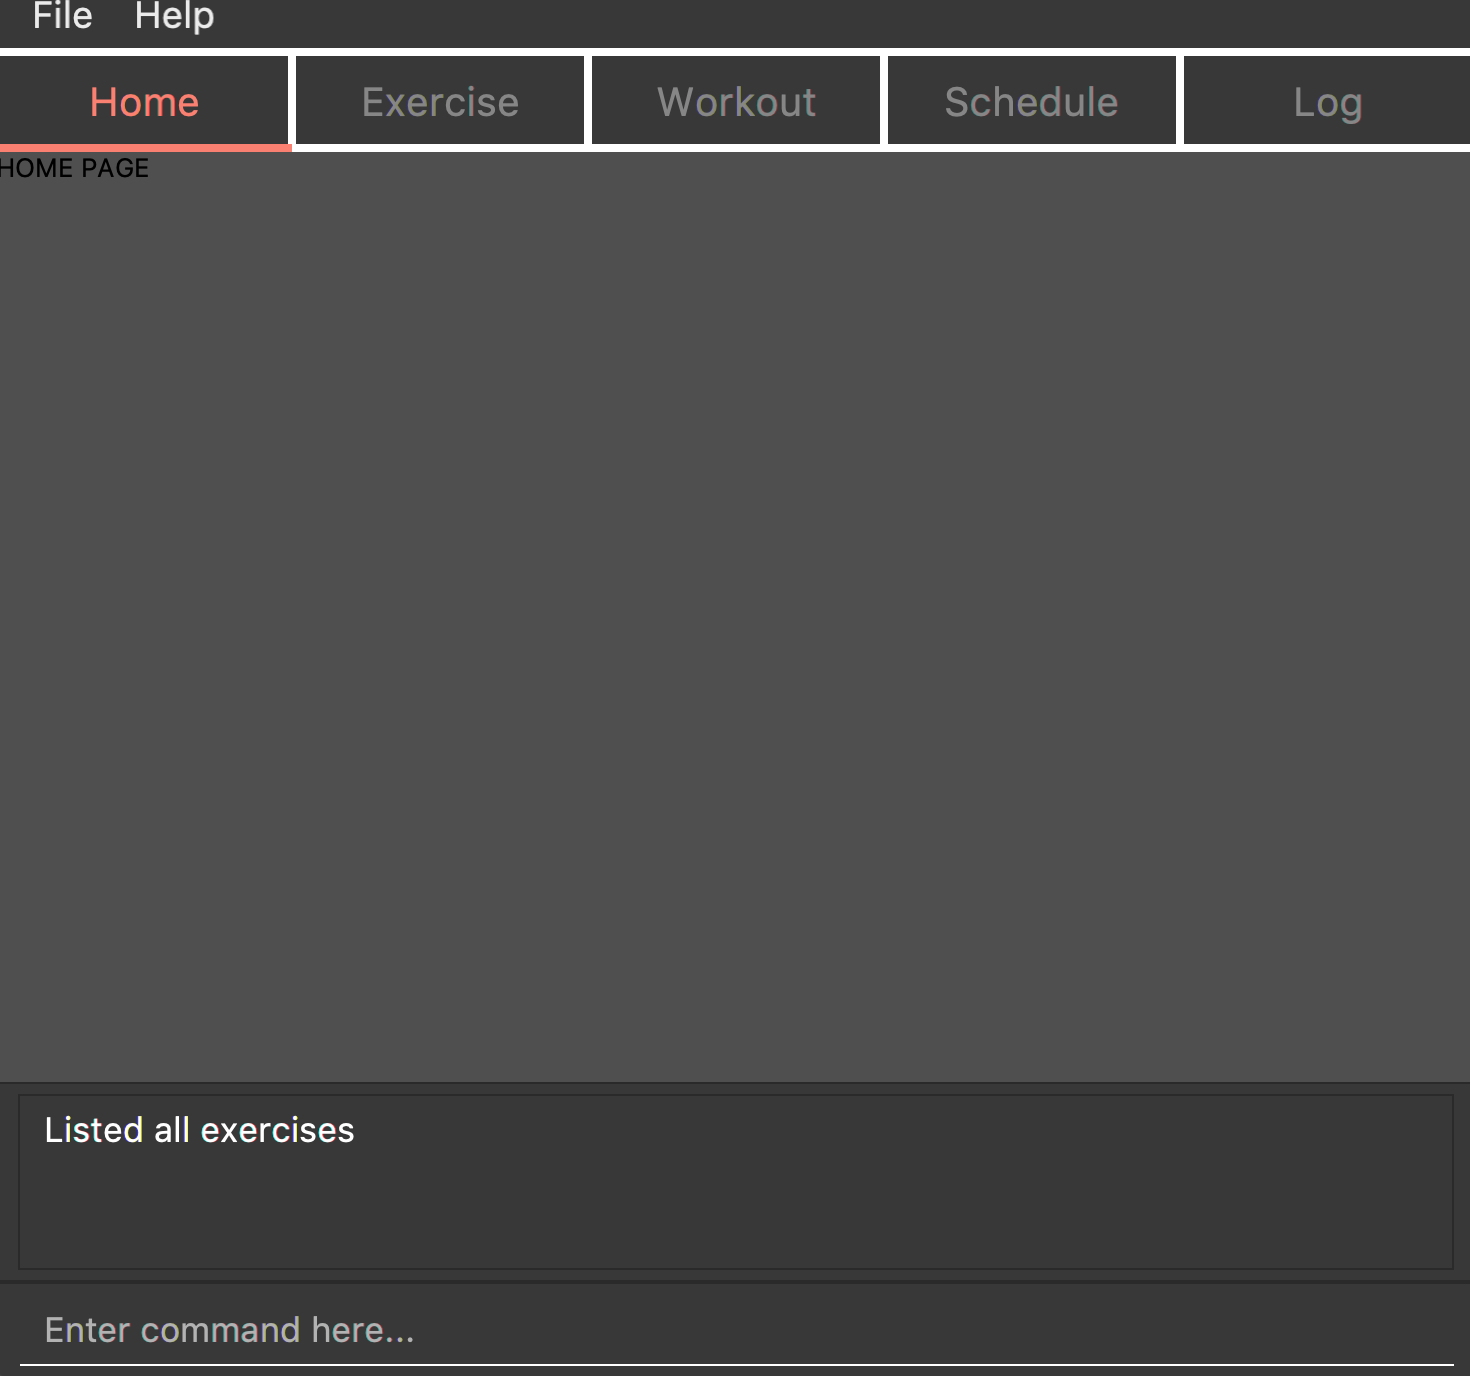 File Help
Home Exercise Workout Schedule Log
HOME PAGE
Listed all exercises
Enter command here...